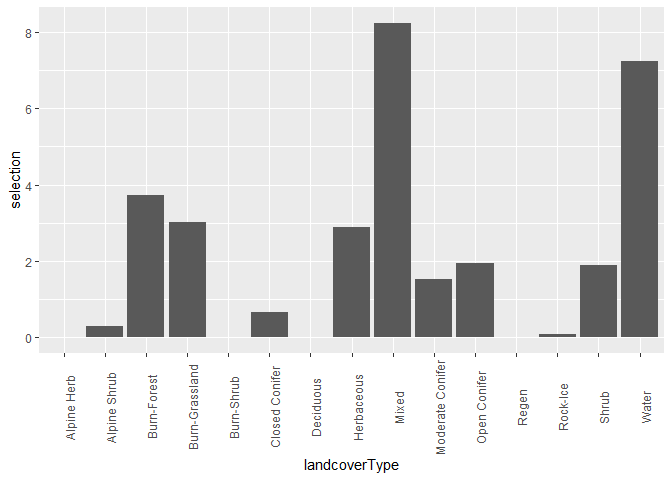 8
6
4
2
0
selection
Alpine Herb
Alpine Shrub
Burn-Forest
Burn-Grassland
Burn-Shrub
Closed Conifer
Deciduous
Herbaceous
Mixed
Moderate Conifer
Open Conifer
Regen
Rock-Ice
Shrub
Water
landcoverType